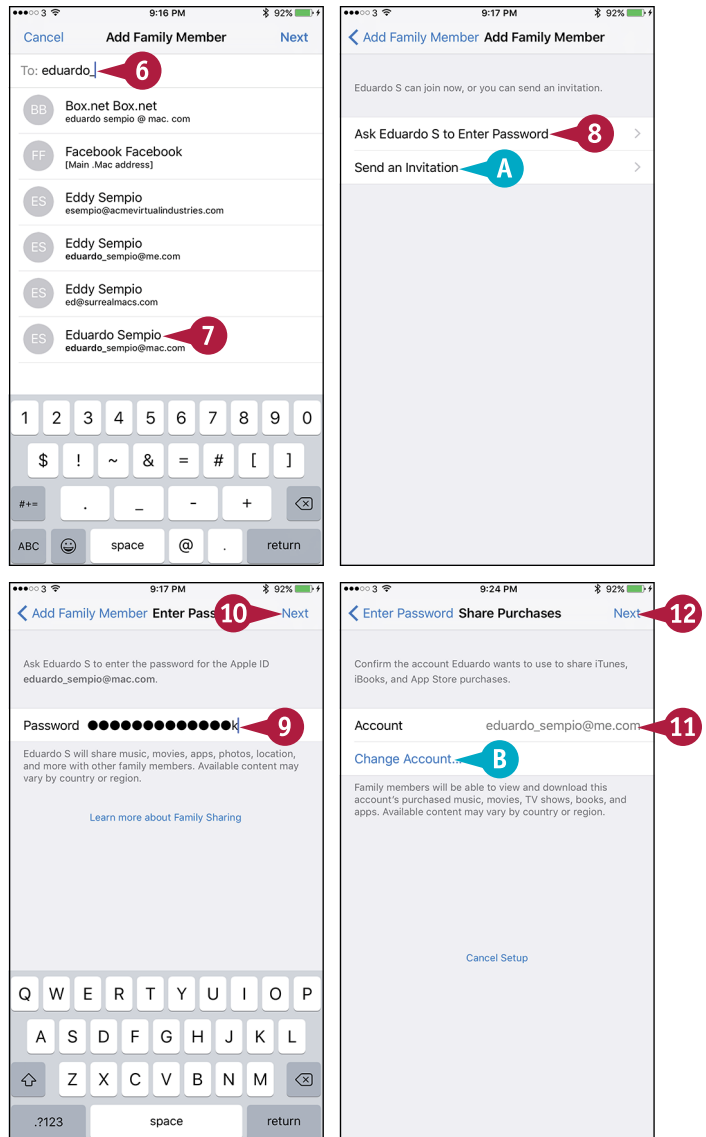 3 9:16 PM 92%
Cancel Add Family Member Next
To: eduardo_ 6
BB Box.net Box.net
eduardo sempio @ mac. com
FF Facebook Facebook
[Main .Mac address]
ES Eddy Sempio
esempio@acmevirtualindustries.com
ES Eddy Sempio
eduardo_sempio@me.com
ES Eddy Sempio
ed@surrealmacs.com
ES Eduardo Sempio 7
eduardo_sempio@mac.com
1 2 3 4 5 6 7 8 9 0
$ ! ~ & = # [ ]
#+= . _ - +
ABC space @ . return
3 9:17 PM 92%
Add Family Member Add Family Member
Eduardo S can join now, or you can send an invitation.
Ask Eduardo S to Enter Password 8
Send an Invitation A
3 9:17 PM 92%
Add Family Member Enter Pass 10 Next
Ask Eduardo S to enter the password for the Apple ID
eduardo_sempio@mac.com.
Password ●●●●●●●●●●●●●k 9
Eduardo S will share music, movies, apps, photos, location,
and more with other family members. Available content may
vary by country or region.
Learn more about Family Sharing
Q W E R T Y U I O P
A S D F G H J K L
Z X C V B N M
.?123 space return
3 9:24 PM 92%
Enter Password Share Purchases Next 12
Confirm the account Eduardo wants to use to share iTunes,
iBooks, and App Store purchases.
Account eduardo_sempio@me.com 11
Change Account... B
Family members will be able to view and download this
account's purchased music, movies, TV shows, books, and
apps. Available content may vary by country or region.
Cancel Setup